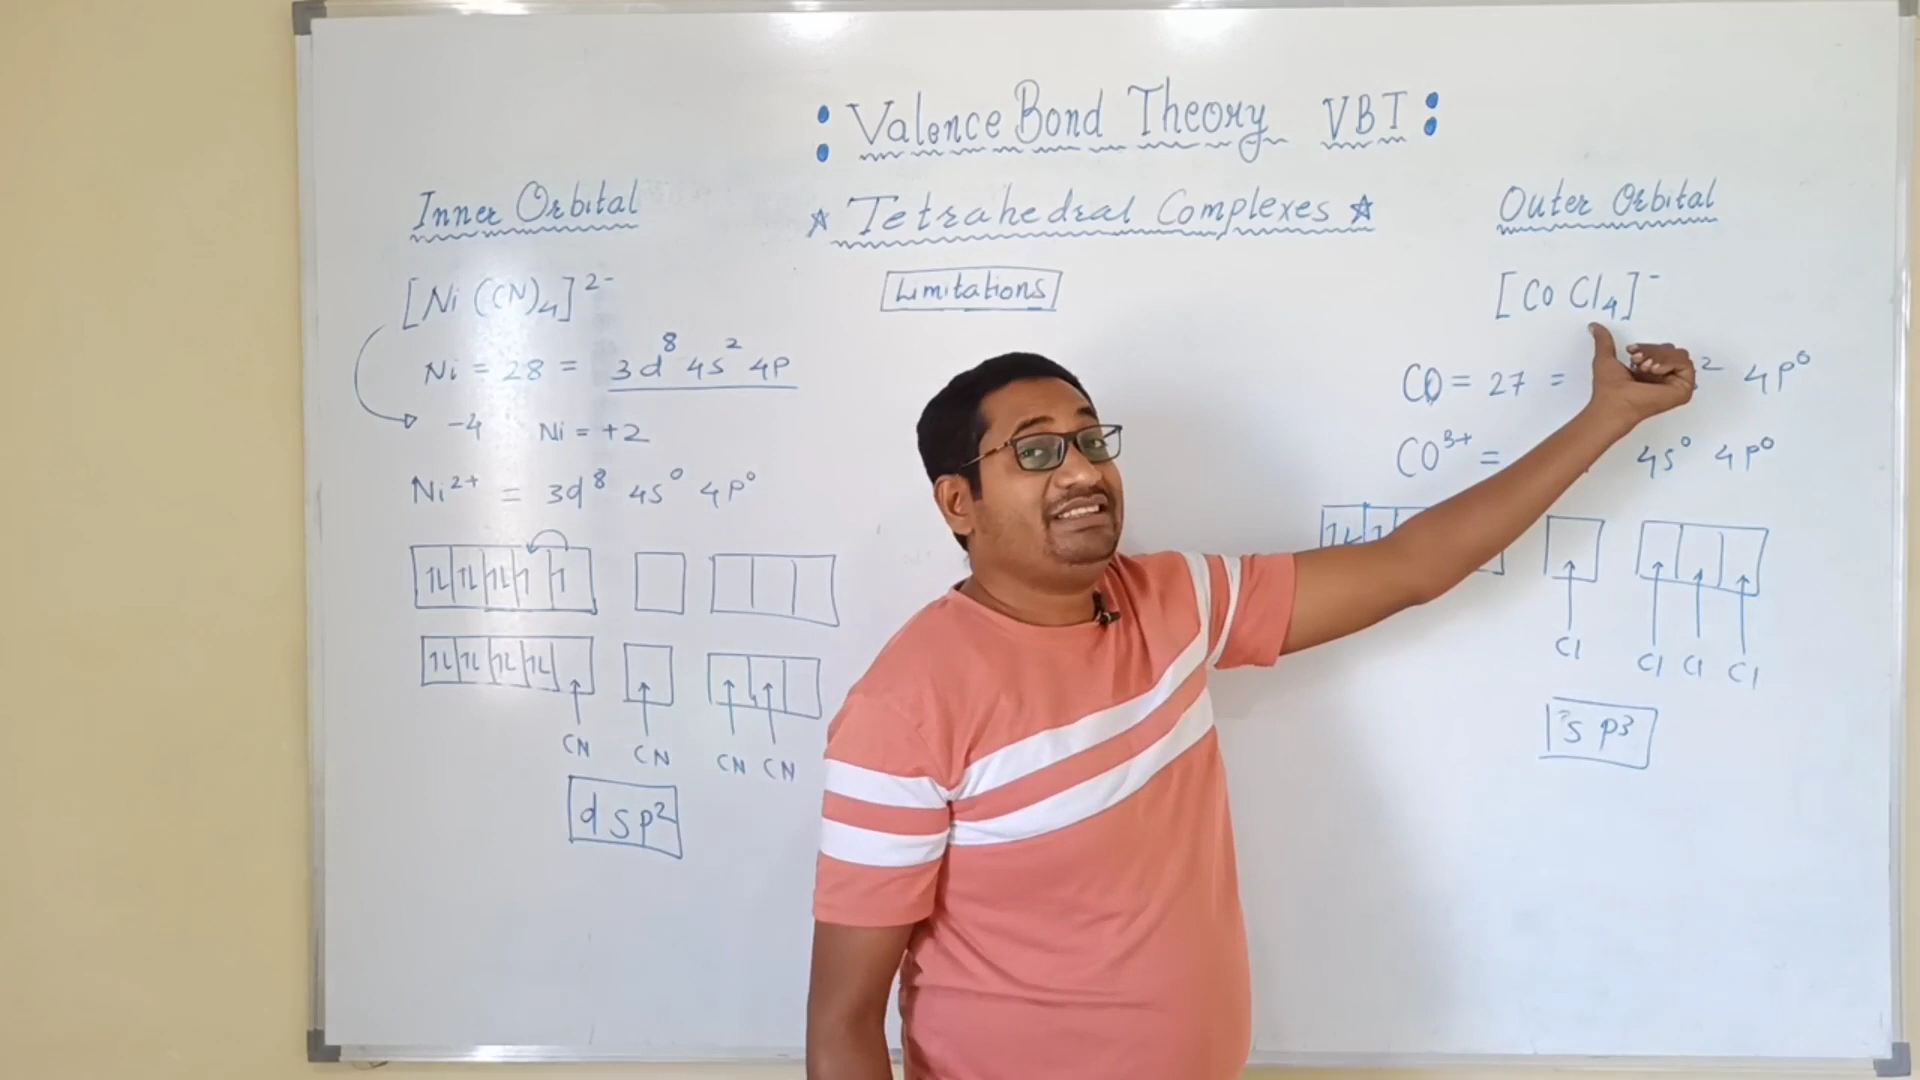 : Valence Bond Theory VBT :
☆ Tetrahedral Complexes ☆
Limitations
Inner Orbital
[Ni (CN)₄]²⁻
Ni = 28 = 3d⁸ 4s² 4p
-4 Ni = +2
Ni²⁺ = 3d⁸ 4s⁰ 4p⁰
CN CN CN CN
dsp²
Outer Orbital
[Co Cl₄]⁻
CO = 27 = ² 4p⁰
CO³⁺ = 4s⁰ 4p⁰
Cl Cl Cl Cl
sp³